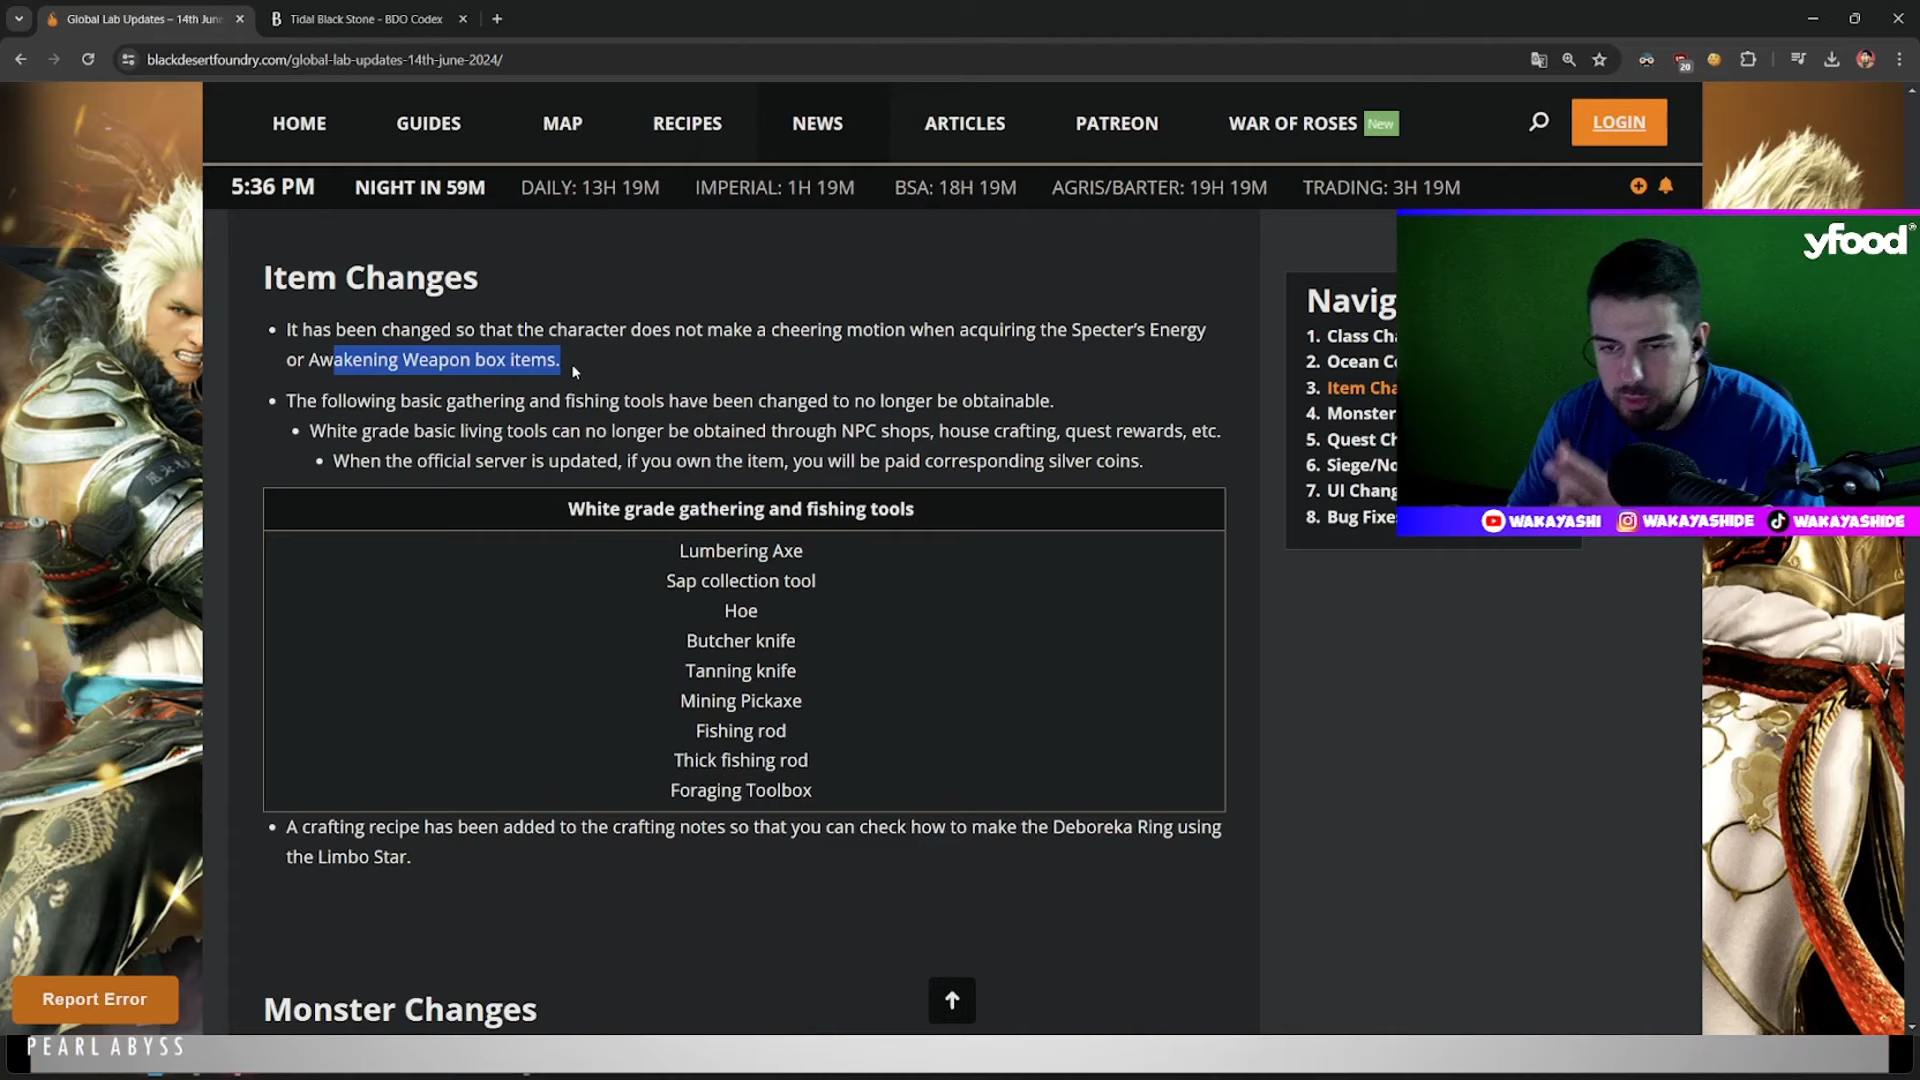 Global Lab Updates – 14th Jun
Tidal Black Stone - BDO Codex
blackdesertfoundry.com/global-lab-updates-14th-june-2024/
20
HOME GUIDES MAP RECIPES NEWS ARTICLES PATREON WAR OF ROSES New LOGIN
5:36 PM NIGHT IN 59M DAILY: 13H 19M IMPERIAL: 1H 19M BSA: 18H 19M AGRIS/BARTER: 19H 19M TRADING: 3H 19M
yfood®
Item Changes
• It has been changed so that the character does not make a cheering motion when acquiring the Specter's Energy
or Awakening Weapon box items.
• The following basic gathering and fishing tools have been changed to no longer be obtainable.
• White grade basic living tools can no longer be obtained through NPC shops, house crafting, quest rewards, etc.
• When the official server is updated, if you own the item, you will be paid corresponding silver coins.
White grade gathering and fishing tools
Lumbering Axe
Sap collection tool
Hoe
Butcher knife
Tanning knife
Mining Pickaxe
Fishing rod
Thick fishing rod
Foraging Toolbox
• A crafting recipe has been added to the crafting notes so that you can check how to make the Deboreka Ring using
the Limbo Star.
Monster Changes
Navig
1. Class Cha
2. Ocean Co
3. Item Cha
4. Monster
5. Quest Ch
6. Siege/No
7. UI Chang
8. Bug Fixes
WAKAYASHI WAKAYASHIDE WAKAYASHIDE
Report Error
PEARL ABYSS